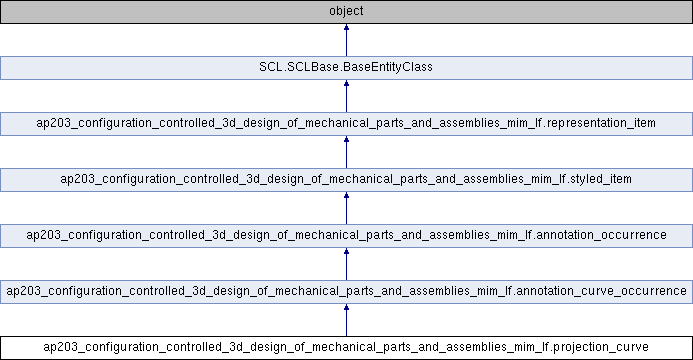 object
SCL.SCLBase.BaseEntityClass
ap203_configuration_controlled_3d_design_of_mechanical_parts_and_assemblies_mim_lf.representation_item
ap203_configuration_controlled_3d_design_of_mechanical_parts_and_assemblies_mim_lf.styled_item
ap203_configuration_controlled_3d_design_of_mechanical_parts_and_assemblies_mim_lf.annotation_occurrence
ap203_configuration_controlled_3d_design_of_mechanical_parts_and_assemblies_mim_lf.annotation_curve_occurrence
ap203_configuration_controlled_3d_design_of_mechanical_parts_and_assemblies_mim_lf.projection_curve